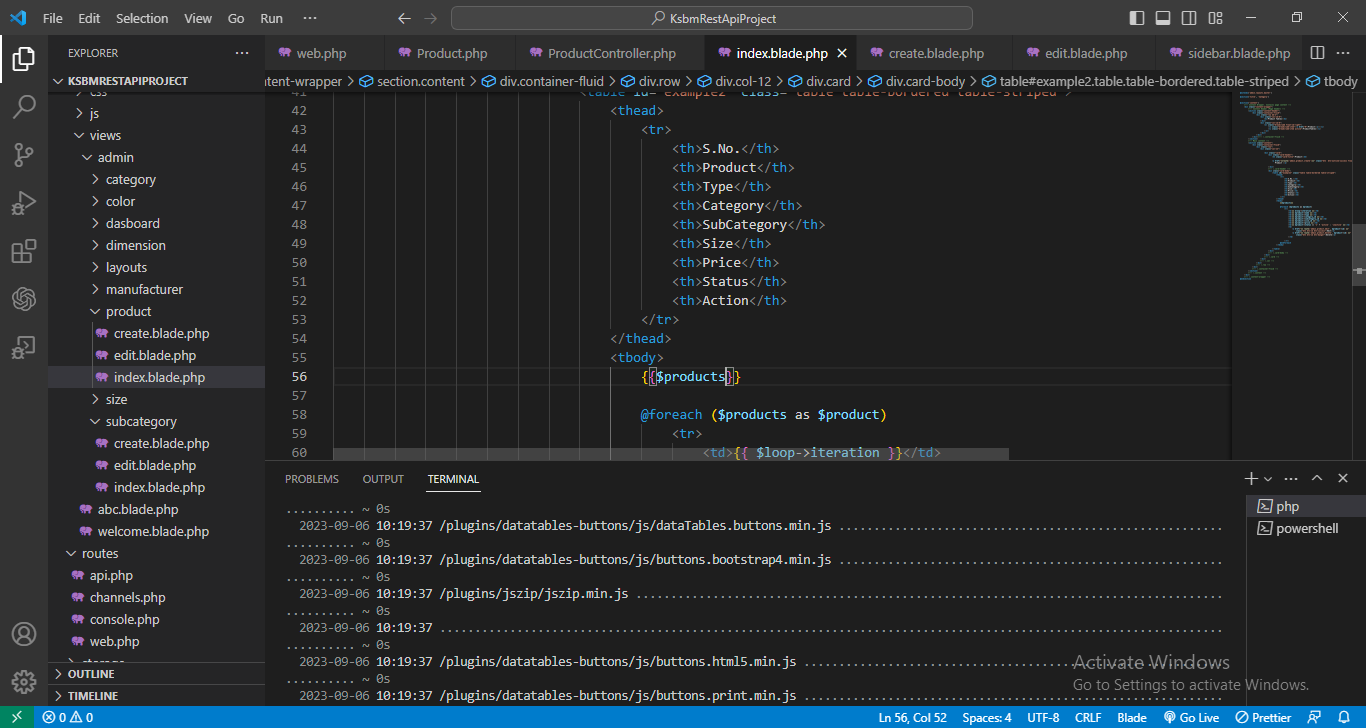 File Edit Selection View Go Run ··· KsbmRestApiProject
EXPLORER ···
web.php Product.php ProductController.php index.blade.php create.blade.php edit.blade.php sidebar.blade.php ···
KSBMRESTAPIPROJECT
ntent-wrapper > section.content > div.container-fluid > div.row > div.col-12 > div.card > div.card-body > table#example2.table.table-bordered.table-striped > tbody
css
js
views
admin
category
color
dasboard
dimension
layouts
manufacturer
product
create.blade.php
edit.blade.php
index.blade.php
size
subcategory
create.blade.php
edit.blade.php
index.blade.php
abc.blade.php
welcome.blade.php
routes
api.php
channels.php
console.php
web.php
storage
OUTLINE
TIMELINE
41 <table id="example2" class="table table-bordered table-striped">
42 <thead>
43 <tr>
44 <th>S.No.</th>
45 <th>Product</th>
46 <th>Type</th>
47 <th>Category</th>
48 <th>SubCategory</th>
49 <th>Size</th>
50 <th>Price</th>
51 <th>Status</th>
52 <th>Action</th>
53 </tr>
54 </thead>
55 <tbody>
56 {{$products}}
57
58 @foreach ($products as $product)
59 <tr>
60 <td>{{ $loop->iteration }}</td>
PROBLEMS OUTPUT TERMINAL ···
php
powershell
.......... ~ 0s
2023-09-06 10:19:37 /plugins/datatables-buttons/js/dataTables.buttons.min.js ..................................................
.......... ~ 0s
2023-09-06 10:19:37 /plugins/datatables-buttons/js/buttons.bootstrap4.min.js ..................................................
.......... ~ 0s
2023-09-06 10:19:37 /plugins/jszip/jszip.min.js ..................................................
.......... ~ 0s
2023-09-06 10:19:37 ..................................................
.......... ~ 0s
2023-09-06 10:19:37 /plugins/datatables-buttons/js/buttons.html5.min.js ..................................................
.......... ~ 0s
2023-09-06 10:19:37 /plugins/datatables-buttons/js/buttons.print.min.js ..................................................
Activate Windows
Go to Settings to activate Windows.
0 0 Ln 56, Col 52 Spaces: 4 UTF-8 CRLF Blade Go Live Prettier